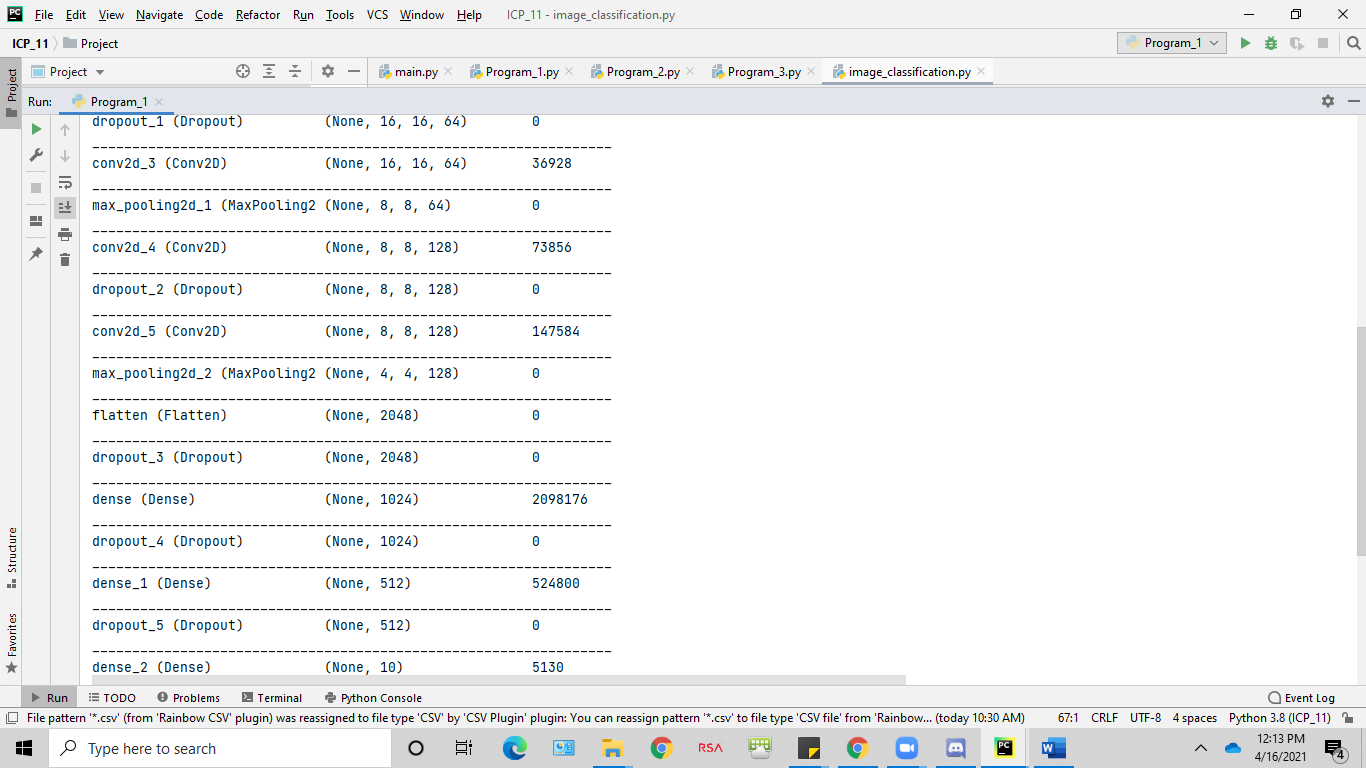 PC File Edit View Navigate Code Refactor Run Tools VCS Window Help ICP_11 - image_classification.py
ICP_11 Project Program_1
Project main.py Program_1.py Program_2.py Program_3.py image_classification.py
Run: Program_1
Project
dropout_1 (Dropout) (None, 16, 16, 64) 0
_________________________________________________________________
conv2d_3 (Conv2D) (None, 16, 16, 64) 36928
_________________________________________________________________
max_pooling2d_1 (MaxPooling2 (None, 8, 8, 64) 0
_________________________________________________________________
conv2d_4 (Conv2D) (None, 8, 8, 128) 73856
_________________________________________________________________
dropout_2 (Dropout) (None, 8, 8, 128) 0
_________________________________________________________________
conv2d_5 (Conv2D) (None, 8, 8, 128) 147584
_________________________________________________________________
max_pooling2d_2 (MaxPooling2 (None, 4, 4, 128) 0
_________________________________________________________________
flatten (Flatten) (None, 2048) 0
_________________________________________________________________
dropout_3 (Dropout) (None, 2048) 0
_________________________________________________________________
dense (Dense) (None, 1024) 2098176
_________________________________________________________________
dropout_4 (Dropout) (None, 1024) 0
_________________________________________________________________
dense_1 (Dense) (None, 512) 524800
_________________________________________________________________
dropout_5 (Dropout) (None, 512) 0
_________________________________________________________________
dense_2 (Dense) (None, 10) 5130
Structure
Favorites
Run TODO Problems Terminal Python Console Event Log
File pattern '*.csv' (from 'Rainbow CSV' plugin) was reassigned to file type 'CSV' by 'CSV Plugin' plugin: You can reassign pattern '*.csv' to file type 'CSV file' from 'Rainbow... (today 10:30 AM) 67:1 CRLF UTF-8 4 spaces Python 3.8 (ICP_11)
Type here to search RSA PC W 12:13 PM
4/16/2021 4